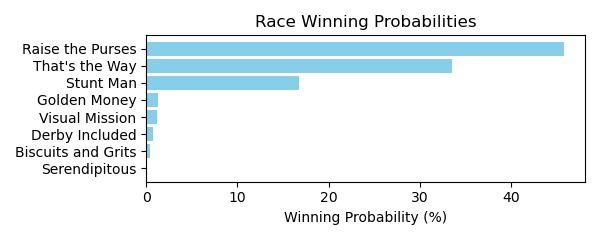 Race Winning Probabilities
Raise the Purses
That's the Way
Stunt Man
Golden Money
Visual Mission
Derby Included
Biscuits and Grits
Serendipitous
0 10 20 30 40
Winning Probability (%)